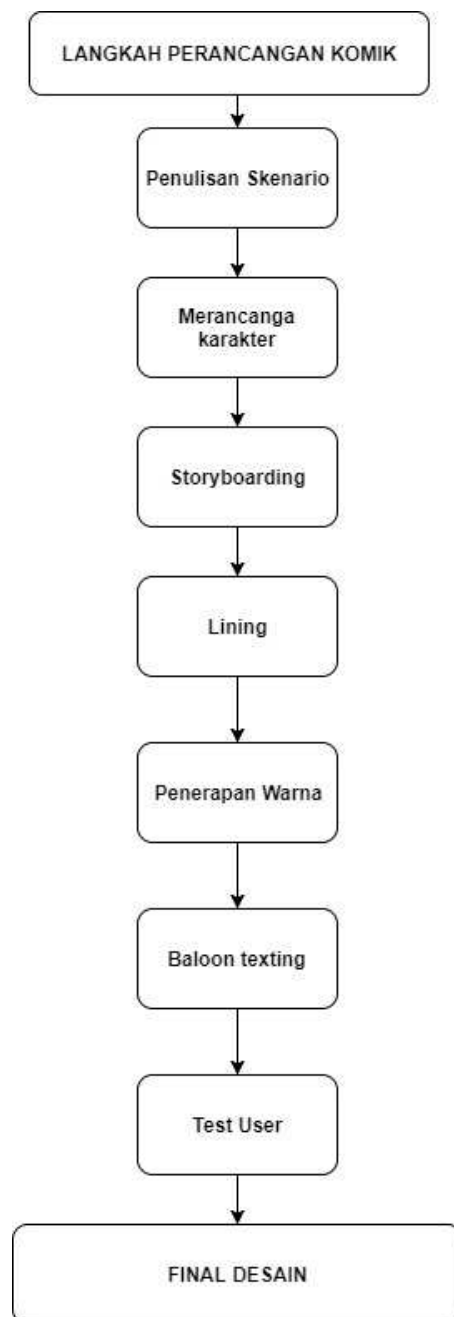 LANGKAH PERANCANGAN KOMIK
Penulisan Skenario
Merancanga
karakter
Storyboarding
Lining
Penerapan Warna
Baloon texting
Test User
FINAL DESAIN